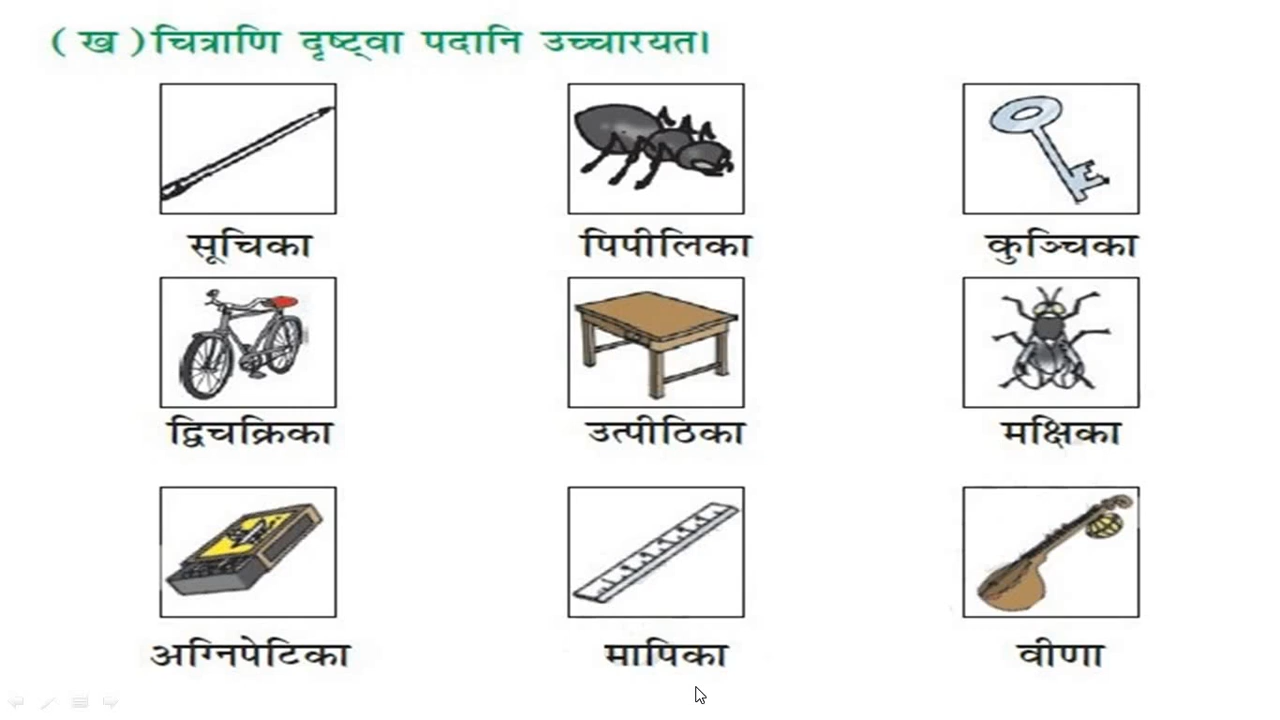 ( ख ) चित्राणि दृष्ट्वा पदानि उच्चारयत।
सूचिका पिपीलिका कुञ्चिका
द्विचक्रिका उत्पीठिका मक्षिका
अग्निपेटिका मापिका वीणा